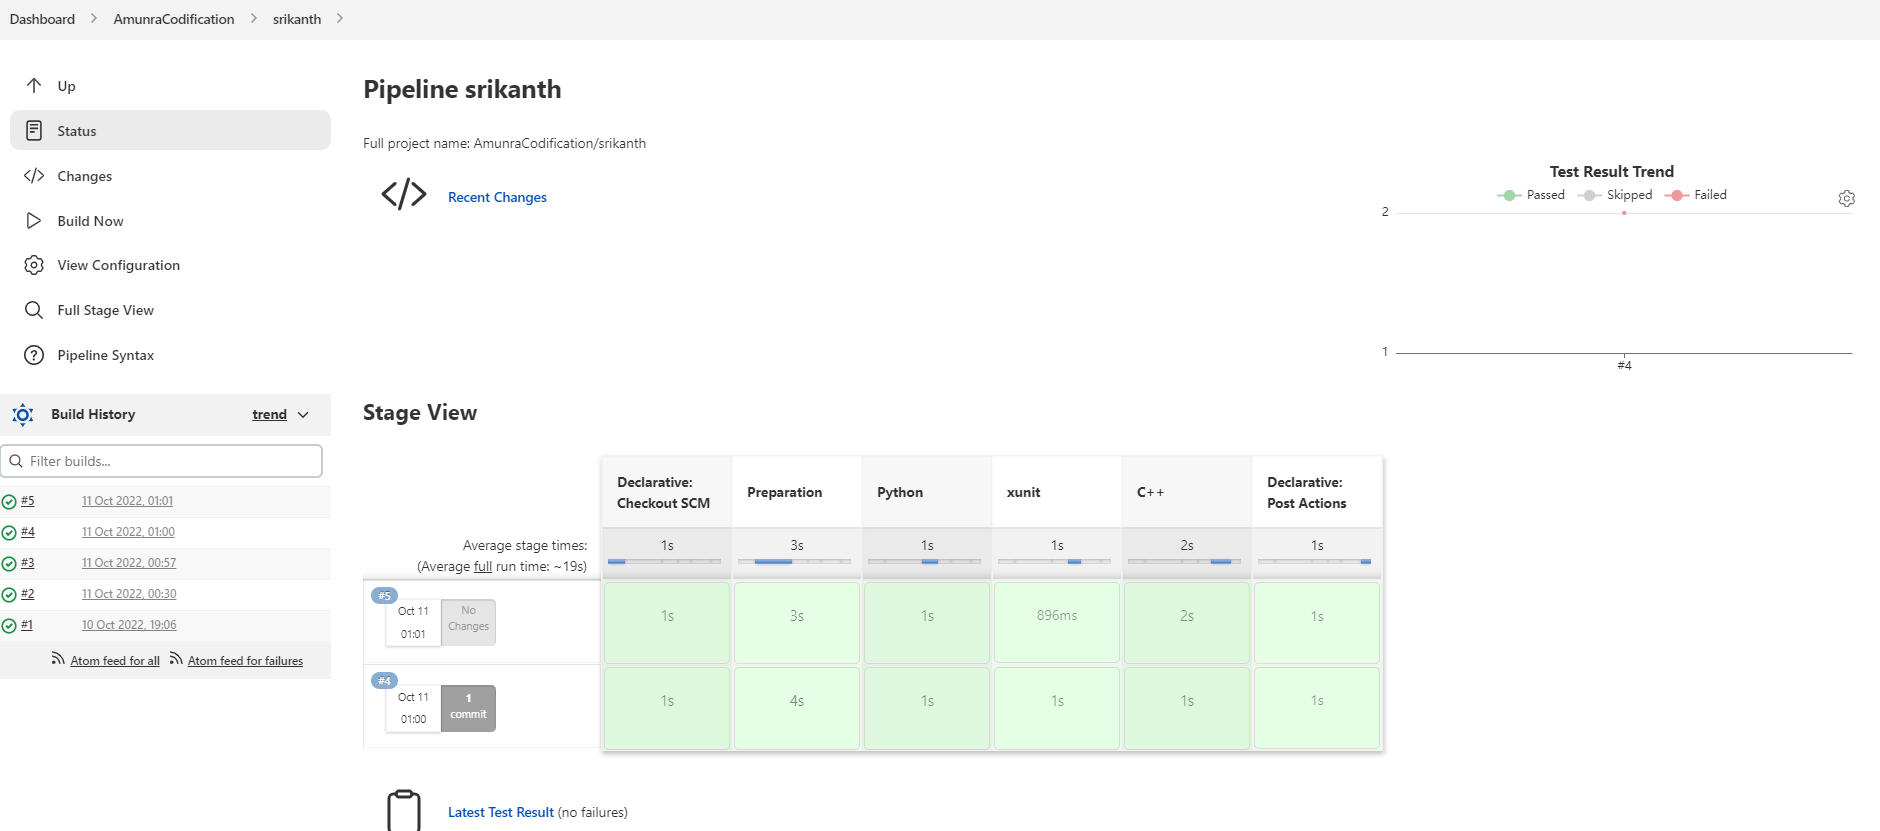 Dashboard
AmunraCodification
srikanth
Up
Status
Changes
Build Now
View Configuration
Full Stage View
Pipeline Syntax
Build History
trend
Filter builds...
#5 11 Oct 2022, 01:01
#4 11 Oct 2022, 01:00
#3 11 Oct 2022, 00:57
#2 11 Oct 2022, 00:30
#1 10 Oct 2022, 19:06
Atom feed for all
Atom feed for failures
Pipeline srikanth
Full project name: AmunraCodification/srikanth
Recent Changes
Test Result Trend
Passed Skipped Failed
2
1
#4
Stage View
Declarative:
Checkout SCM
Preparation
Python
xunit
C++
Declarative:
Post Actions
Average stage times:
(Average full run time: ~19s)
1s 3s 1s 1s 2s 1s
#5
Oct 11
01:01
No
Changes
1s 3s 1s 896ms 2s 1s
#4
Oct 11
01:00
1
commit
1s 4s 1s 1s 1s 1s
Latest Test Result (no failures)